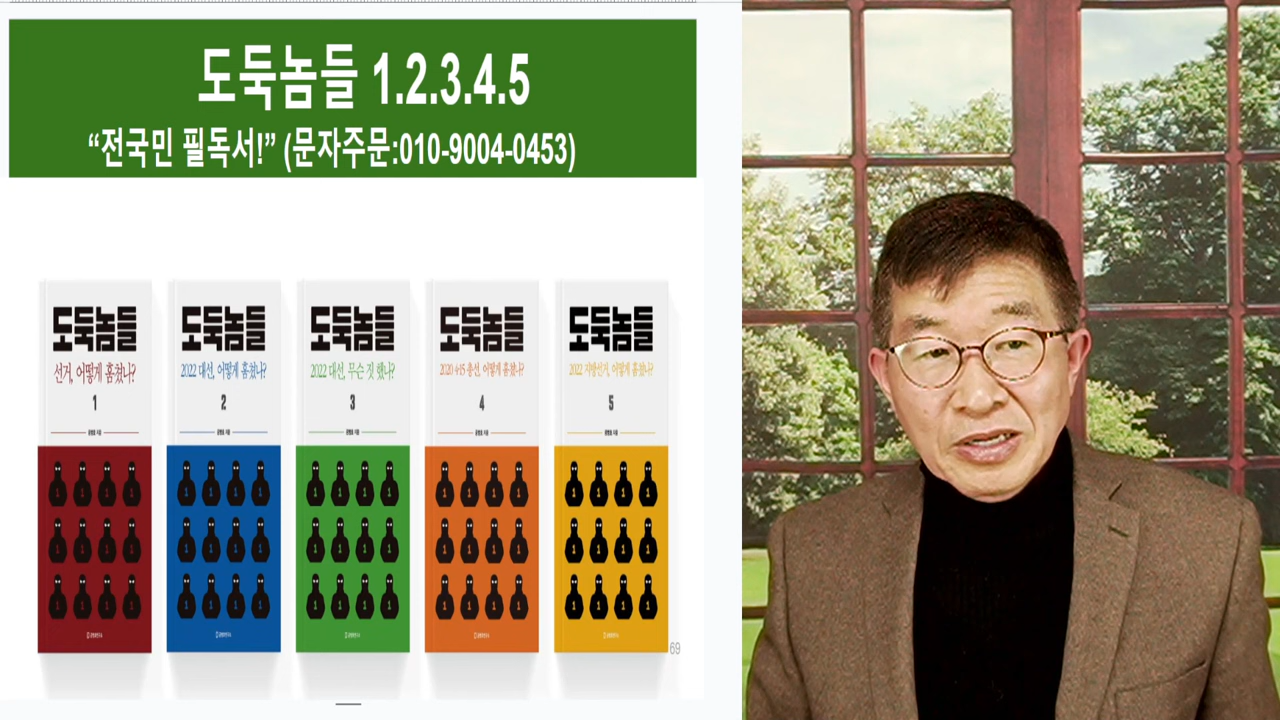 도둑놈들 1.2.3.4.5
“전국민 필독서!” (문자주문:010-9004-0453)
도둑놈들
선거, 어떻게 훔쳤나?
1
도둑놈들
2022 대선, 어떻게 훔쳤나?
2
도둑놈들
2022 대선, 무슨 짓 했나?
3
도둑놈들
2020 4·15 총선, 어떻게 훔쳤나?
4
도둑놈들
2022 지방선거, 어떻게 훔쳤나?
5
69